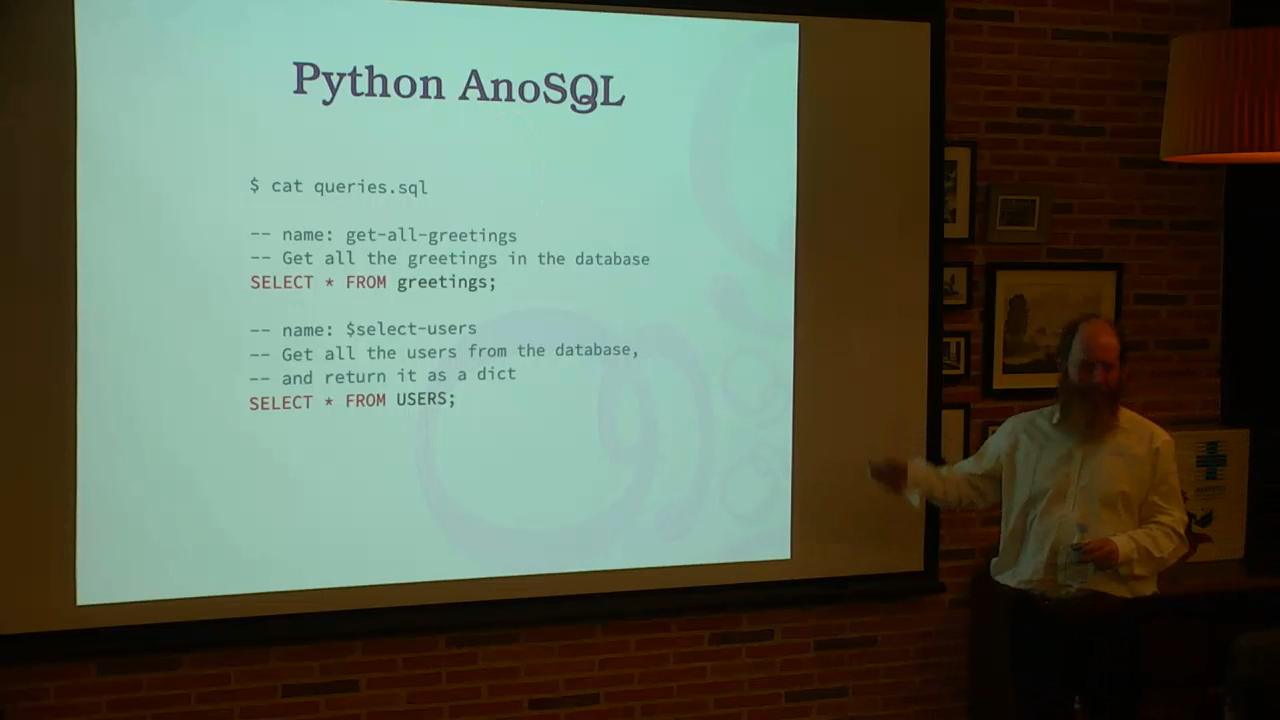 Python AnoSQL
$ cat queries.sql
-- name: get-all-greetings
-- Get all the greetings in the database
SELECT * FROM greetings;
-- name: $select-users
-- Get all the users from the database,
-- and return it as a dict
SELECT * FROM USERS;